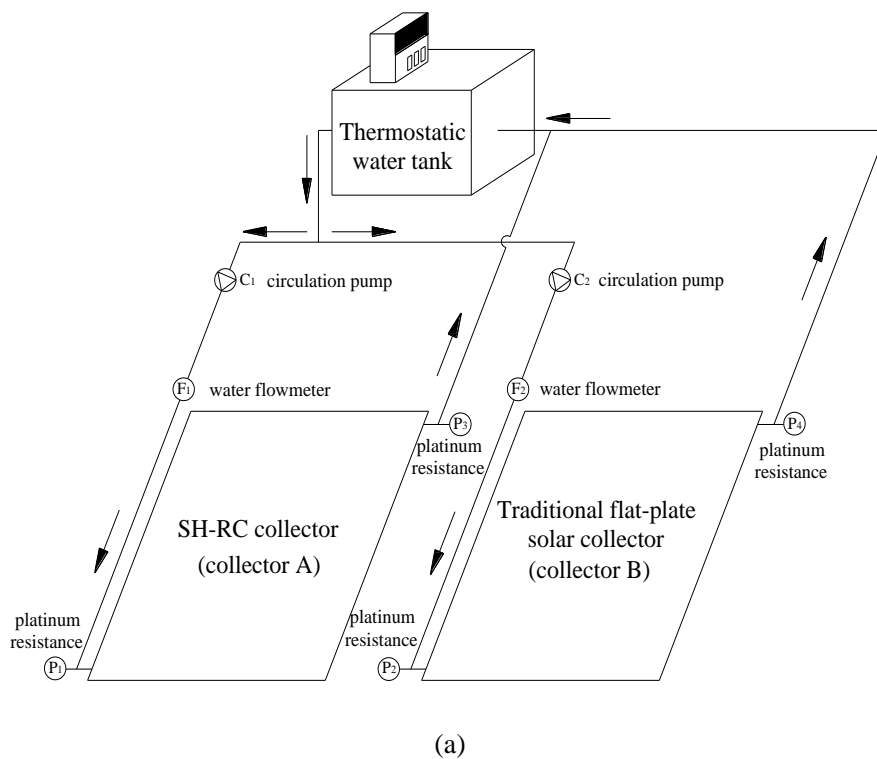 Thermostatic
water tank
C1 circulation pump
C2 circulation pump
F1 water flowmeter
F2 water flowmeter
P3
platinum
resistance
P4
platinum
resistance
SH-RC collector
(collector A)
Traditional flat-plate
solar collector
(collector B)
platinum
resistance
P1
platinum
resistance
P2
(a)